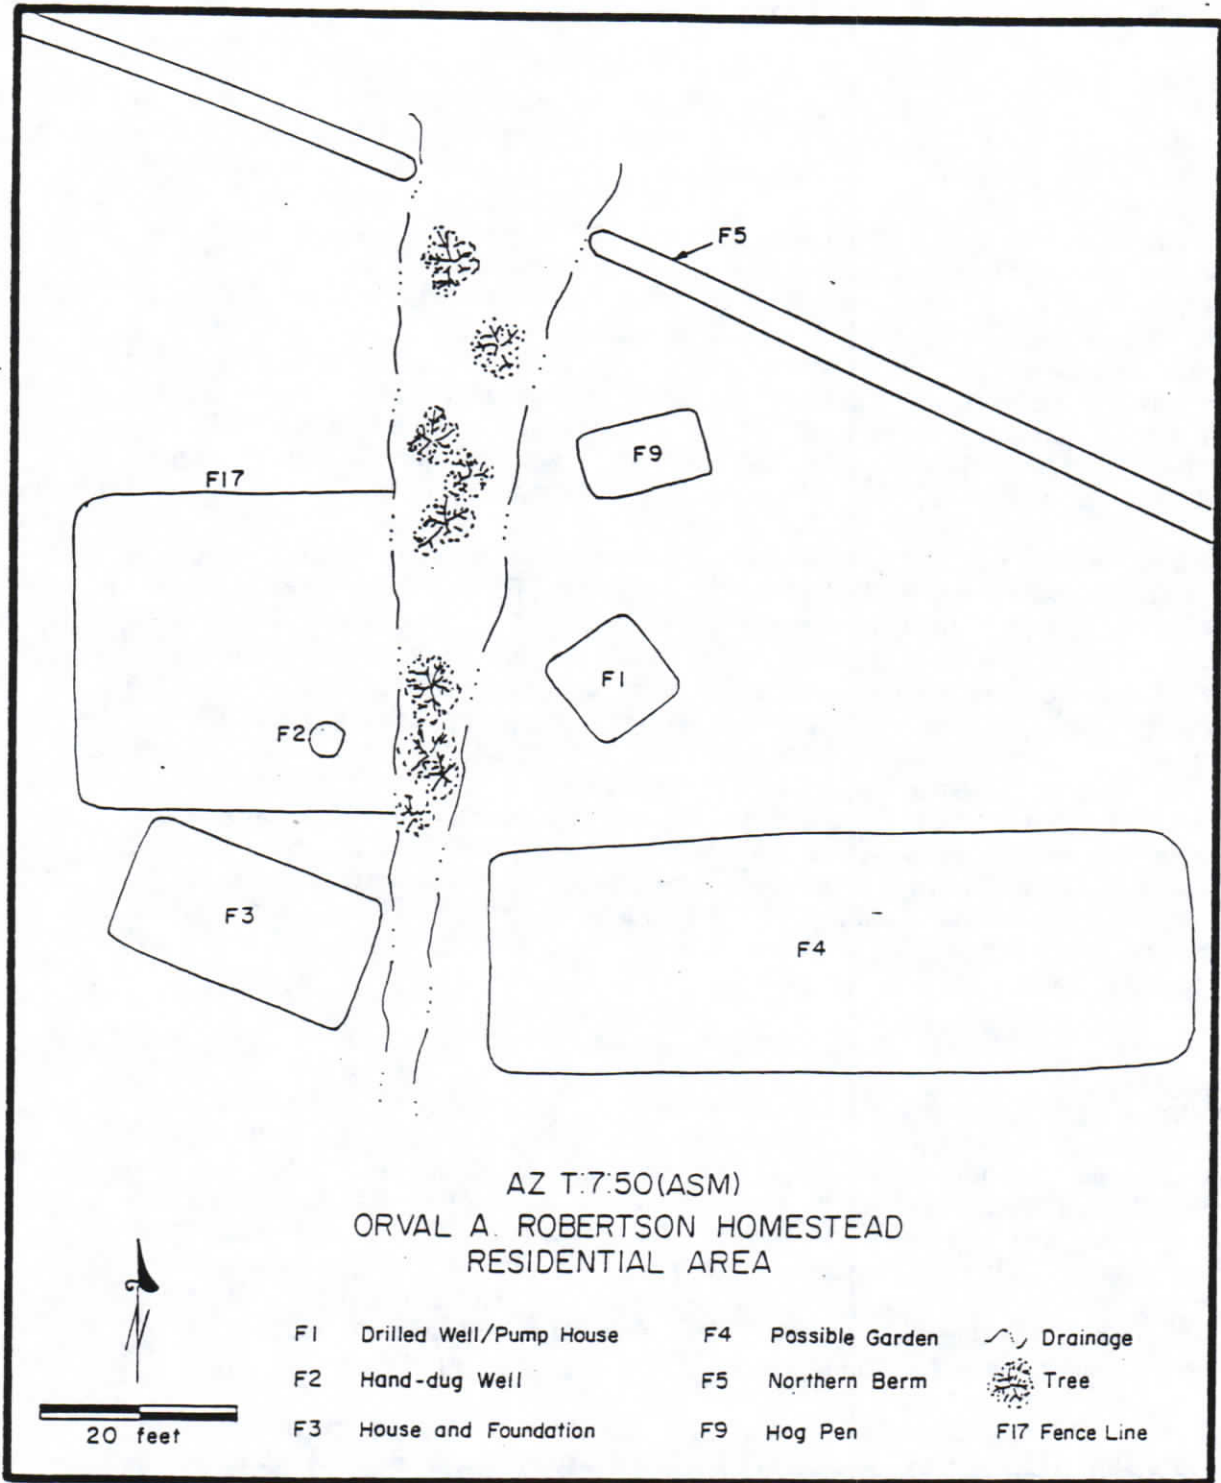 F5
F9
F17
F1
F2
F3
F4
AZ T:7:50(ASM)
ORVAL A. ROBERTSON HOMESTEAD
RESIDENTIAL AREA
N
20 feet
F1 Drilled Well/Pump House
F2 Hand-dug Well
F3 House and Foundation
F4 Possible Garden
F5 Northern Berm
F9 Hog Pen
Drainage
Tree
F17 Fence Line